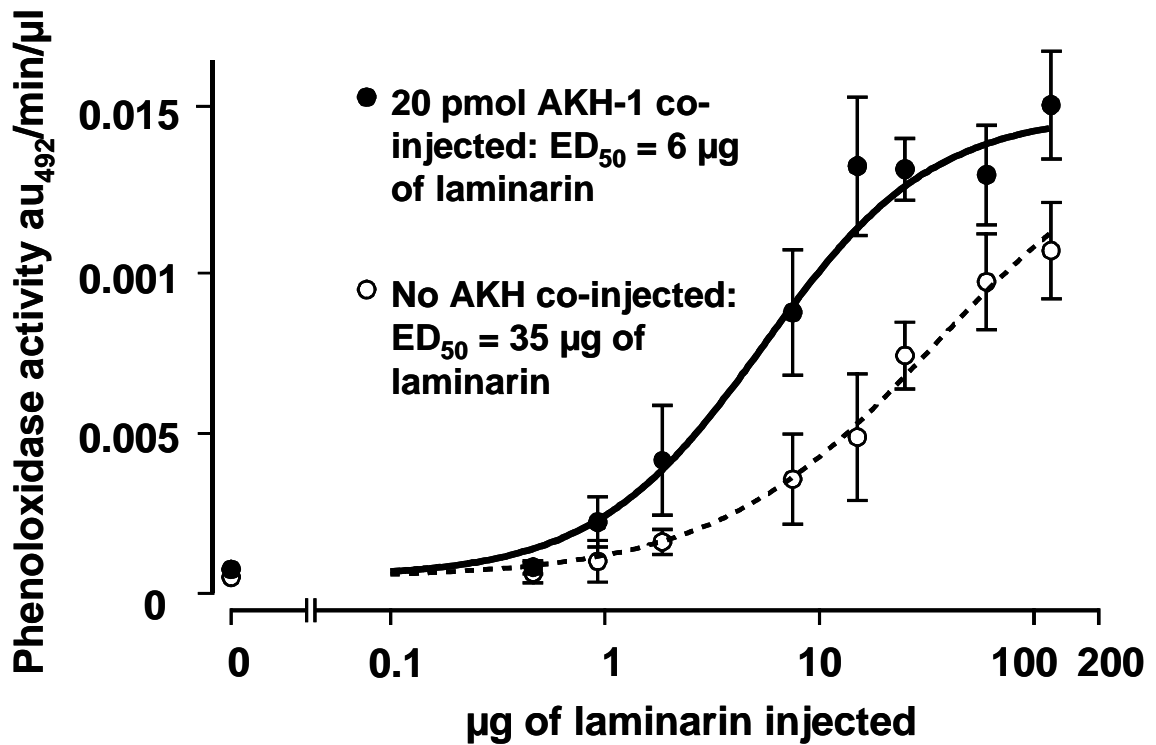 Phenoloxidase activity au492/min/µl
0.015
0.001
0.005
0
20 pmol AKH-1 co-
injected: ED50 = 6 µg
of laminarin
No AKH co-injected:
ED50 = 35 µg of
laminarin
0 0.1 1 10 100 200
µg of laminarin injected